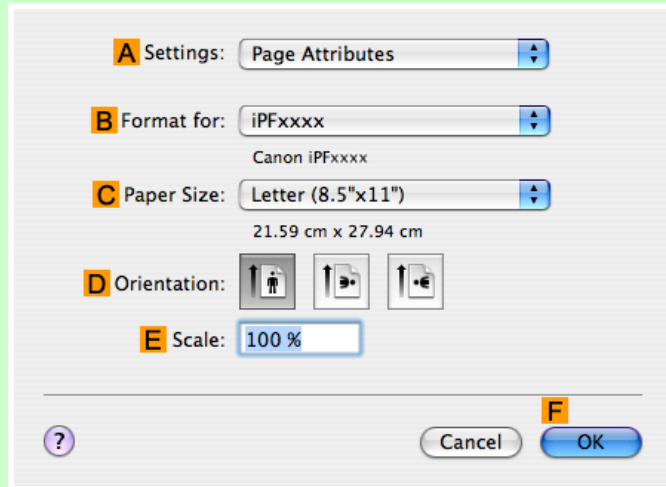 A Settings: Page Attributes
B Format for: iPFxxxx
Canon iPFxxxx
C Paper Size: Letter (8.5"x11")
21.59 cm x 27.94 cm
D Orientation:
E Scale: 100 %
F
? Cancel OK